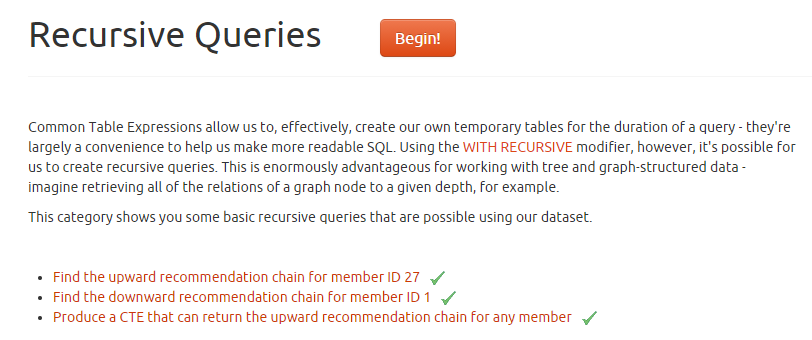 Recursive Queries
Begin!
Common Table Expressions allow us to, effectively, create our own temporary tables for the duration of a query - they're
largely a convenience to help us make more readable SQL. Using the WITH RECURSIVE modifier, however, it's possible for
us to create recursive queries. This is enormously advantageous for working with tree and graph-structured data -
imagine retrieving all of the relations of a graph node to a given depth, for example.
This category shows you some basic recursive queries that are possible using our dataset.
• Find the upward recommendation chain for member ID 27
• Find the downward recommendation chain for member ID 1
• Produce a CTE that can return the upward recommendation chain for any member